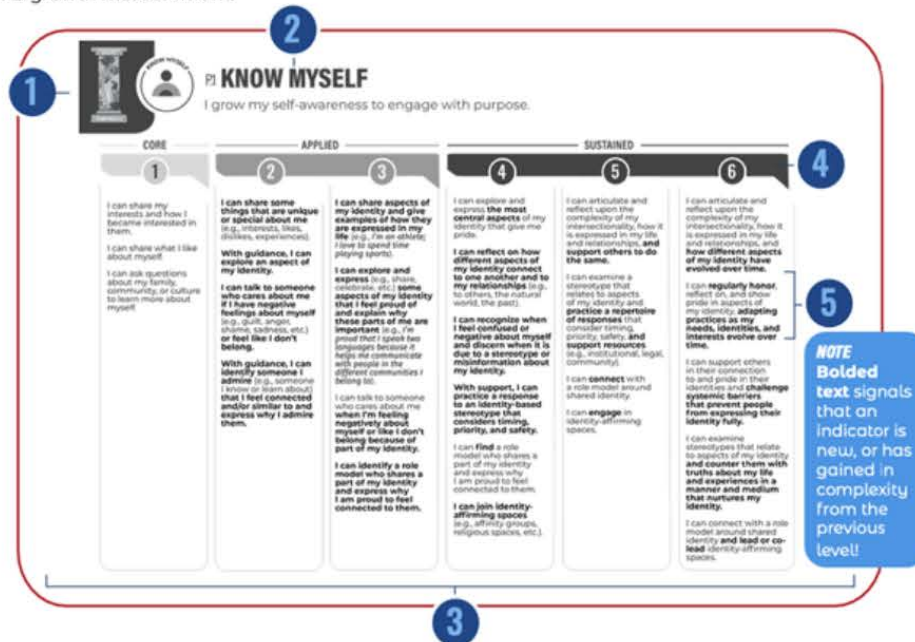 2
1
KNOW MYSELF
P.1 KNOW MYSELF
I grow my self-awareness to engage with purpose.
CORE
APPLIED
SUSTAINED
1
2
3
4
5
6
4
I can share my
interests and how I
became interested in
them.
I can share what I like
about myself.
I can ask questions
about my family,
community, or culture
to learn more about
myself.
I can share some
things that are unique
or special about me
(e.g., interests, likes,
dislikes, experiences).
With guidance, I can
explore an aspect of
my identity.
I can talk to someone
who cares about me
if I have negative
feelings about myself
(e.g., guilt, anger,
shame, sadness, etc.)
or feel like I don't
belong.
With guidance, I can
identify someone I
admire (e.g., someone
I know or learn about)
that I feel connected
and/or similar to and
express why I admire
them.
I can share aspects of
my identity and give
examples of how they
are expressed in my
life (e.g., I'm an athlete;
I love to spend time
playing sports).
I can explore and
express (e.g., share,
celebrate, etc.) some
aspects of my identity
that I feel proud of
and explain why
these parts of me are
important (e.g., I'm
proud that I speak two
languages because it
helps me communicate
with people in the
different communities I
belong to).
I can talk to someone
who cares about me
when I'm feeling
negatively about
myself or like I don't
belong because of
part of my identity.
I can identify a role
model who shares a
part of my identity
and express why
I am proud to feel
connected to them.
I can explore and
express the most
central aspects of my
identity that give me
pride.
I can reflect on how
different aspects of
my identity connect
to one another and to
my relationships (e.g.,
to others, the natural
world, the past).
I can recognize when
I feel confused or
negative about myself
and discern when it is
due to a stereotype or
misinformation about
my identity.
With support, I can
practice a response
to an identity-based
stereotype that
considers timing,
priority, and safety.
I can find a role
model who shares a
part of my identity
and express why
I am proud to feel
connected to them.
I can join identity-
affirming spaces
(e.g., affinity groups,
religious spaces, etc.).
I can articulate and
reflect upon the
complexity of my
intersectionality, how it
is expressed in my life
and relationships, and
support others to do
the same.
I can examine a
stereotype that
relates to aspects
of my identity and
practice a repertoire
of responses that
consider timing,
priority, safety, and
support resources
(e.g., institutional, legal,
community).
I can connect with
a role model around
shared identity.
I can engage in
identity-affirming
spaces.
I can articulate and
reflect upon the
complexity of my
intersectionality, how it
is expressed in my life
and relationships, and
how different aspects
of my identity have
evolved over time.
I can regularly honor,
reflect on, and show
pride in aspects of
my identity, adapting
practices as my
needs, identities, and
interests evolve over
time.
I can support others
in their connection
to and pride in their
identities and challenge
systemic barriers
that prevent people
from expressing their
identity fully.
I can examine
stereotypes that relate
to aspects of my identity
and counter them with
truths about my life
and experiences in a
manner and medium
that nurtures my
identity.
I can connect with a role
model around shared
identity and lead or co-
lead identity-affirming
spaces.
5
NOTE
Bolded
text signals
that an
indicator is
new, or has
gained in
complexity
from the
previous
level!
3